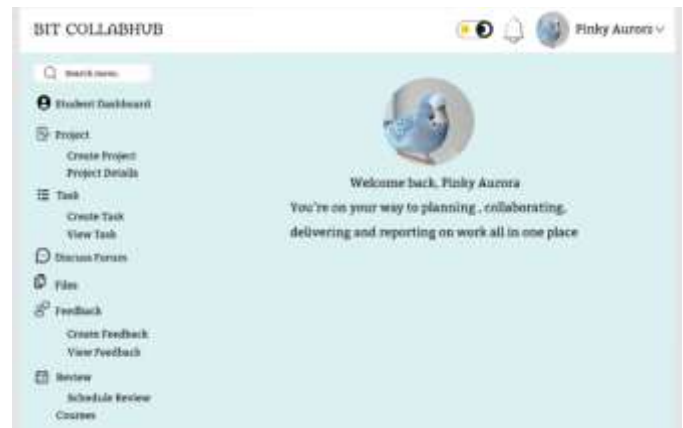 BIT COLLABHUB
Pinky Aurora
Search menu
Student Dashboard
Project
Create Project
Project Details
Task
Create Task
View Task
Discuss Forum
Files
Feedback
Create Feedback
View Feedback
Review
Schedule Review
Courses
Welcome back, Pinky Aurora
You're on your way to planning , collaborating,
delivering and reporting on work all in one place